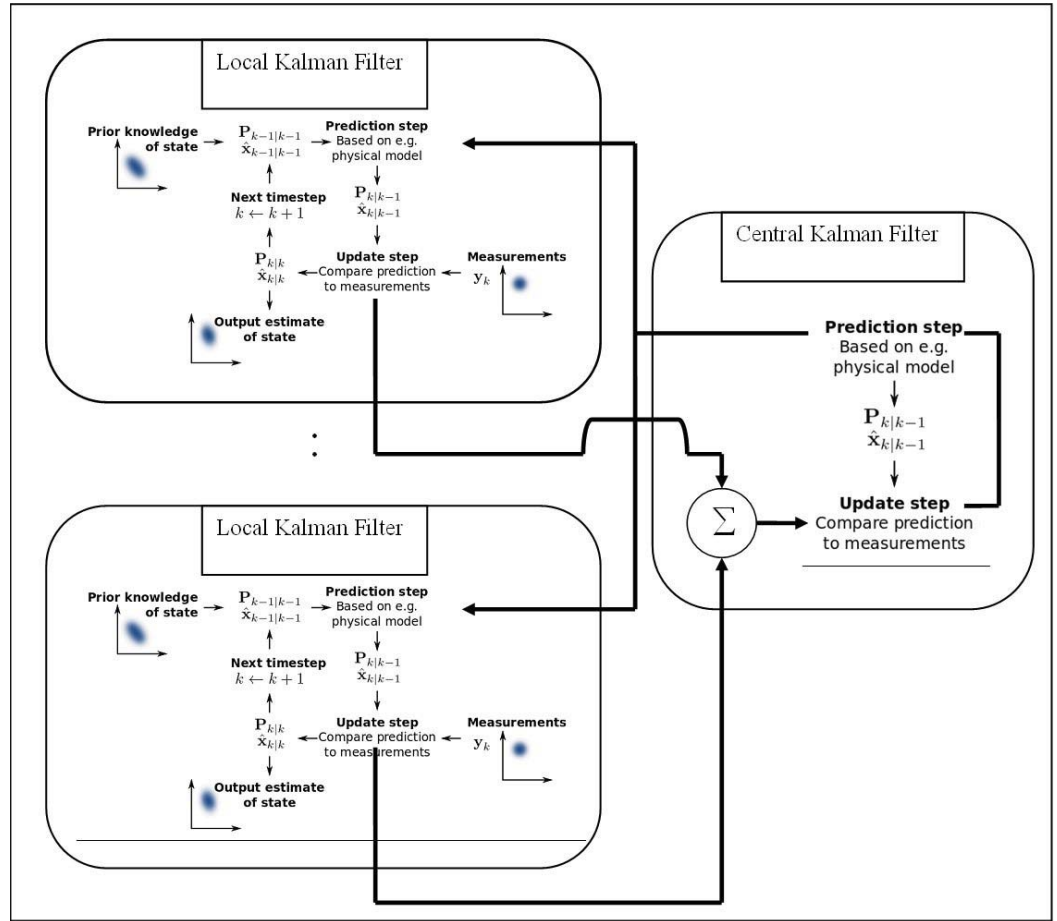 Local Kalman Filter
Prior knowledge
of state
P_{k−1|k−1}
x̂_{k−1|k−1}
Prediction step
Based on e.g.
physical model
Next timestep
k ← k + 1
P_{k|k−1}
x̂_{k|k−1}
P_{k|k}
x̂_{k|k}
Update step
Compare prediction
to measurements
Measurements
y_k
Output estimate
of state
:
Local Kalman Filter
Prior knowledge
of state
P_{k−1|k−1}
x̂_{k−1|k−1}
Prediction step
Based on e.g.
physical model
Next timestep
k ← k + 1
P_{k|k−1}
x̂_{k|k−1}
P_{k|k}
x̂_{k|k}
Update step
Compare prediction
to measurements
Measurements
y_k
Output estimate
of state
Σ
Central Kalman Filter
Prediction step
Based on e.g.
physical model
P_{k|k−1}
x̂_{k|k−1}
Update step
Compare prediction
to measurements